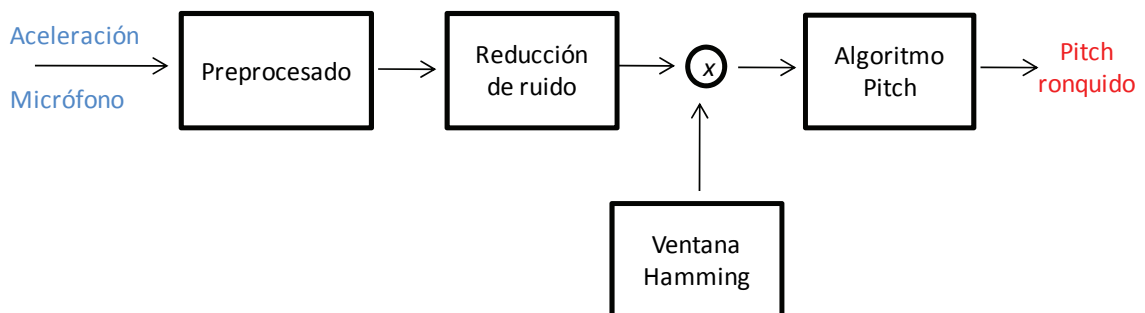 Aceleración
Micrófono
Preprocesado
Reducción
de ruido
x
Algoritmo
Pitch
Pitch
ronquido
Ventana
Hamming